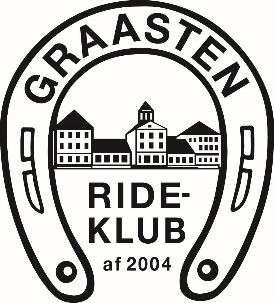 GRAASTEN
RIDE-
KLUB
af 2004